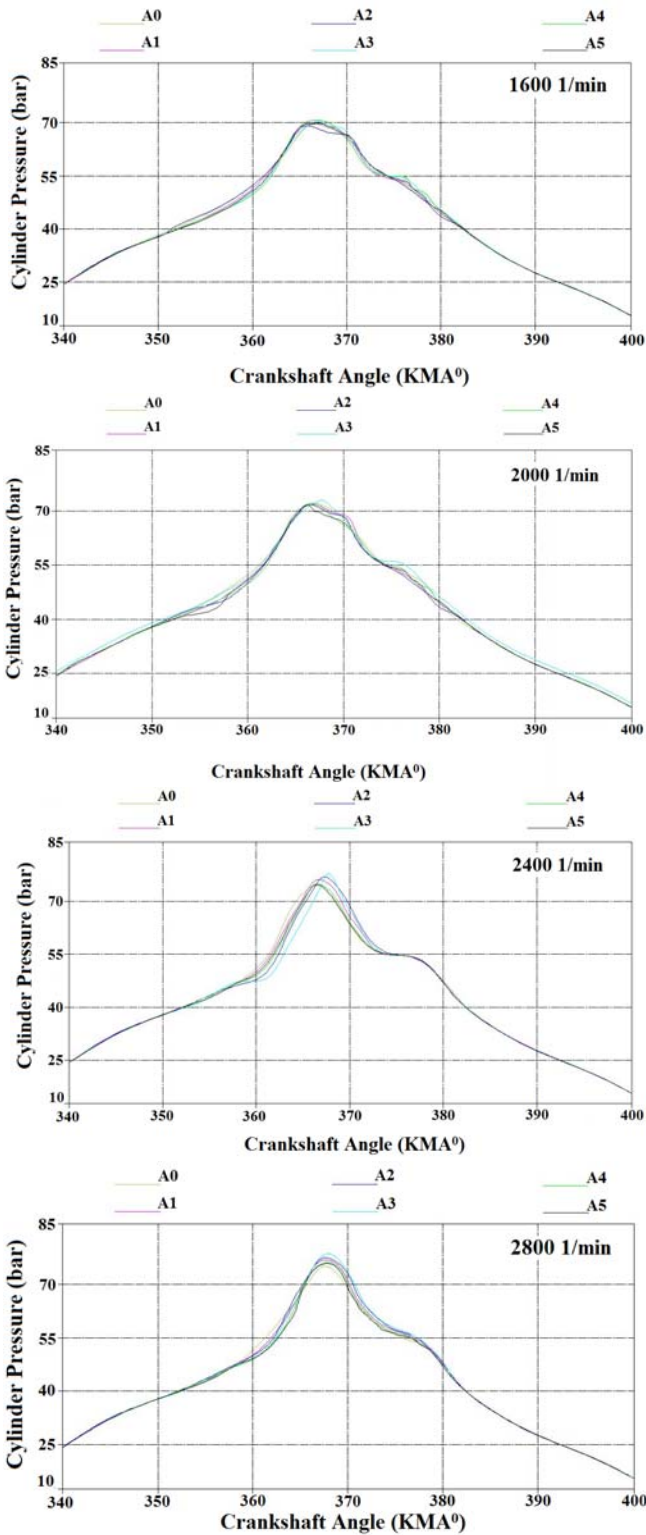 A0 A2 A4
A1 A3 A5
85
1600 1/min
70
55
40
25
10
340 350 360 370 380 390 400
Cylinder Pressure (bar)
Crankshaft Angle (KMA⁰)
A0 A2 A4
A1 A3 A5
85
2000 1/min
70
55
40
25
10
340 350 360 370 380 390 400
Cylinder Pressure (bar)
Crankshaft Angle (KMA⁰)
A0 A2 A4
A1 A3 A5
85
2400 1/min
70
55
40
25
10
340 350 360 370 380 390 400
Cylinder Pressure (bar)
Crankshaft Angle (KMA⁰)
A0 A2 A4
A1 A3 A5
85
2800 1/min
70
55
40
25
10
340 350 360 370 380 390 400
Cylinder Pressure (bar)
Crankshaft Angle (KMA⁰)